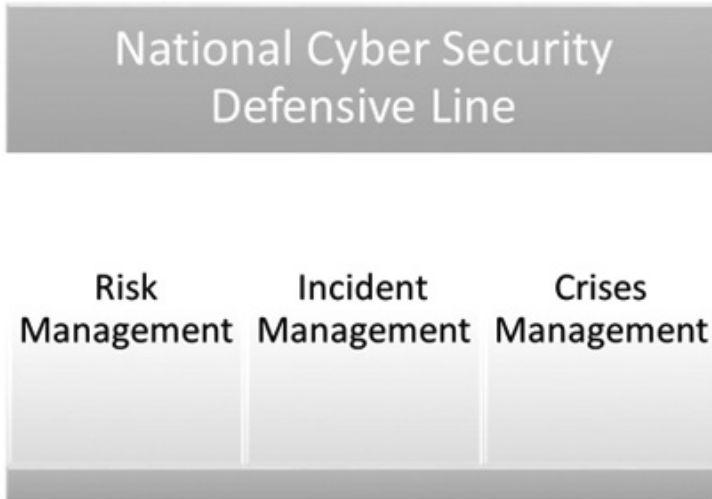 National Cyber Security
Defensive Line
Risk
Management
Incident
Management
Crises
Management